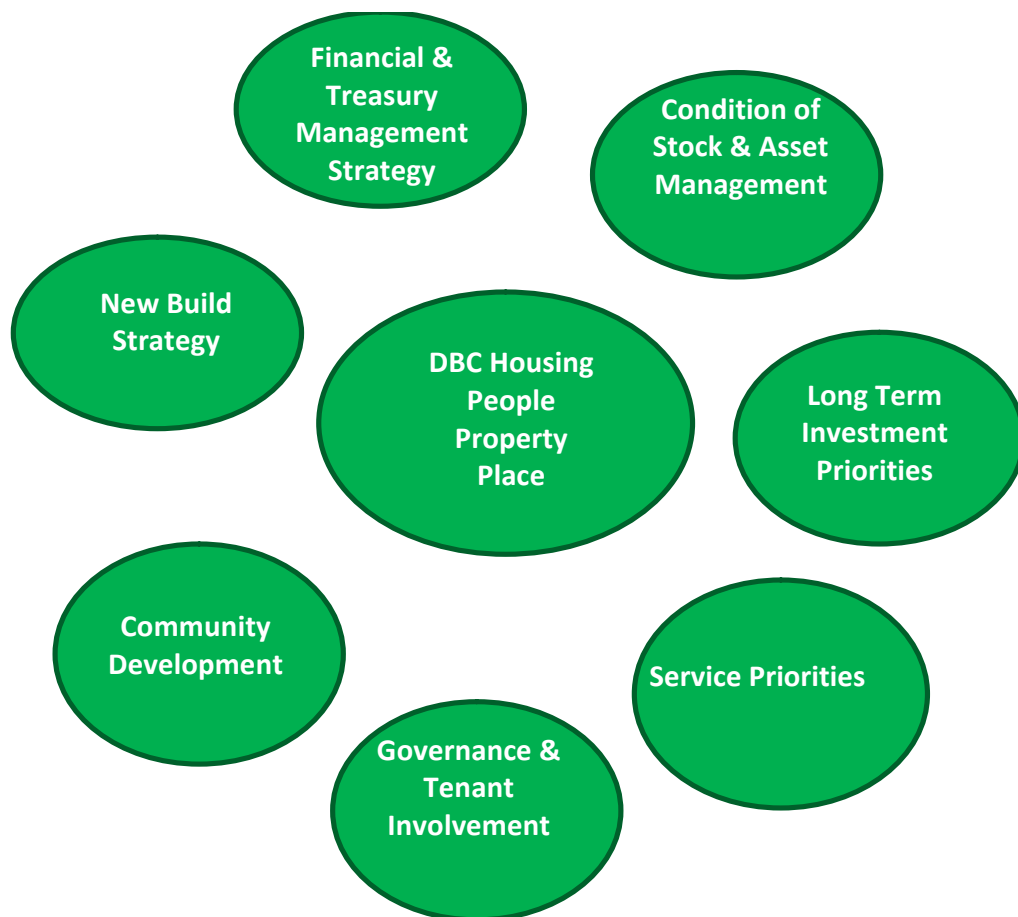 Financial &
Treasury
Management
Strategy
Condition of
Stock & Asset
Management
New Build
Strategy
DBC Housing
People
Property
Place
Long Term
Investment
Priorities
Community
Development
Service Priorities
Governance &
Tenant
Involvement